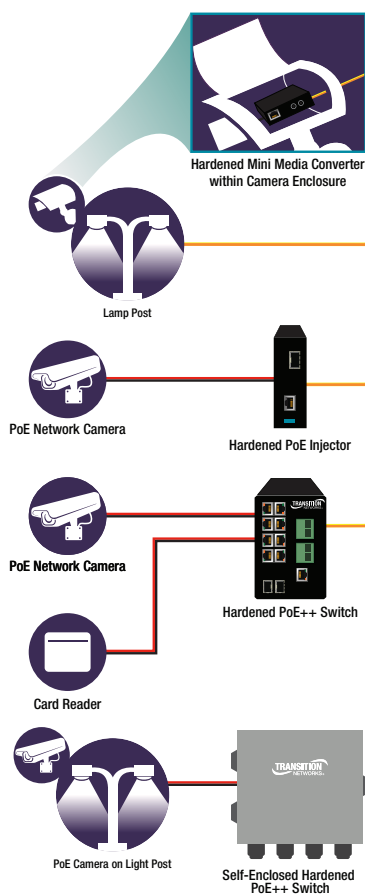 Hardened Mini Media Converter
within Camera Enclosure
Lamp Post
PoE Network Camera
Hardened PoE Injector
TRANSITION
NETWORKS
PoE Network Camera
Hardened PoE++ Switch
Card Reader
TRANSITION
NETWORKS
PoE Camera on Light Post
Self-Enclosed Hardened
PoE++ Switch